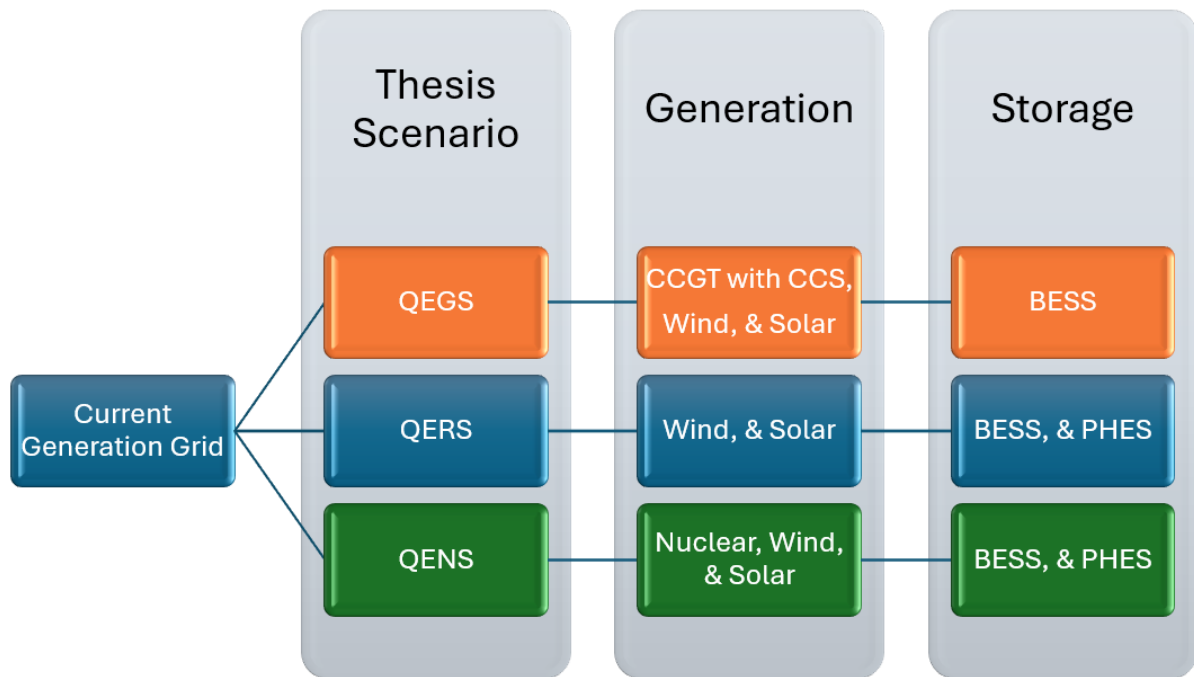 Thesis
Scenario
Generation
Storage
QEGS
CCGT with CCS,
Wind, & Solar
BESS
Current
Generation Grid
QERS
Wind, & Solar
BESS, & PHES
QENS
Nuclear, Wind,
& Solar
BESS, & PHES